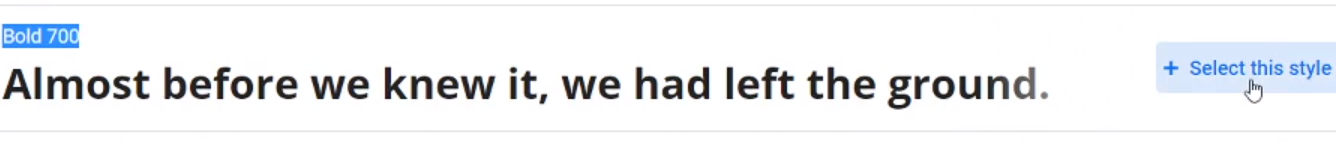 Bold 700
Almost before we knew it, we had left the ground.
+ Select this style